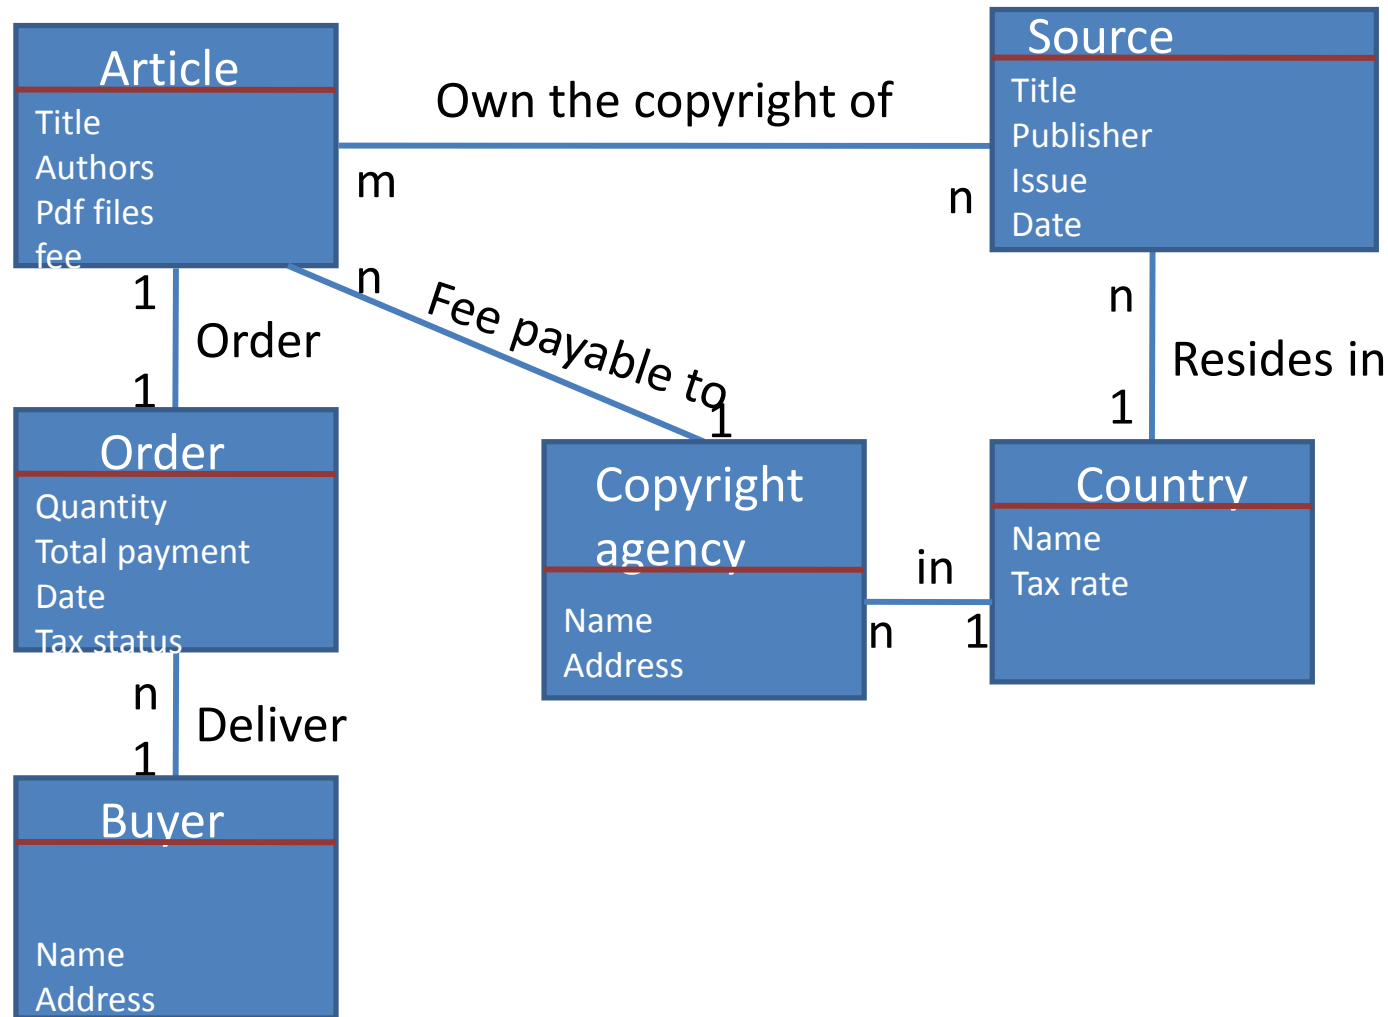 Article
Title
Authors
Pdf files
fee
Own the copyright of
m
n
Source
Title
Publisher
Issue
Date
1
Order
1
n
Fee payable to
1
n
Resides in
1
Order
Quantity
Total payment
Date
Tax status
Copyright
agency
Name
Address
in
n
1
Country
Name
Tax rate
n
Deliver
1
Buyer
Name
Address